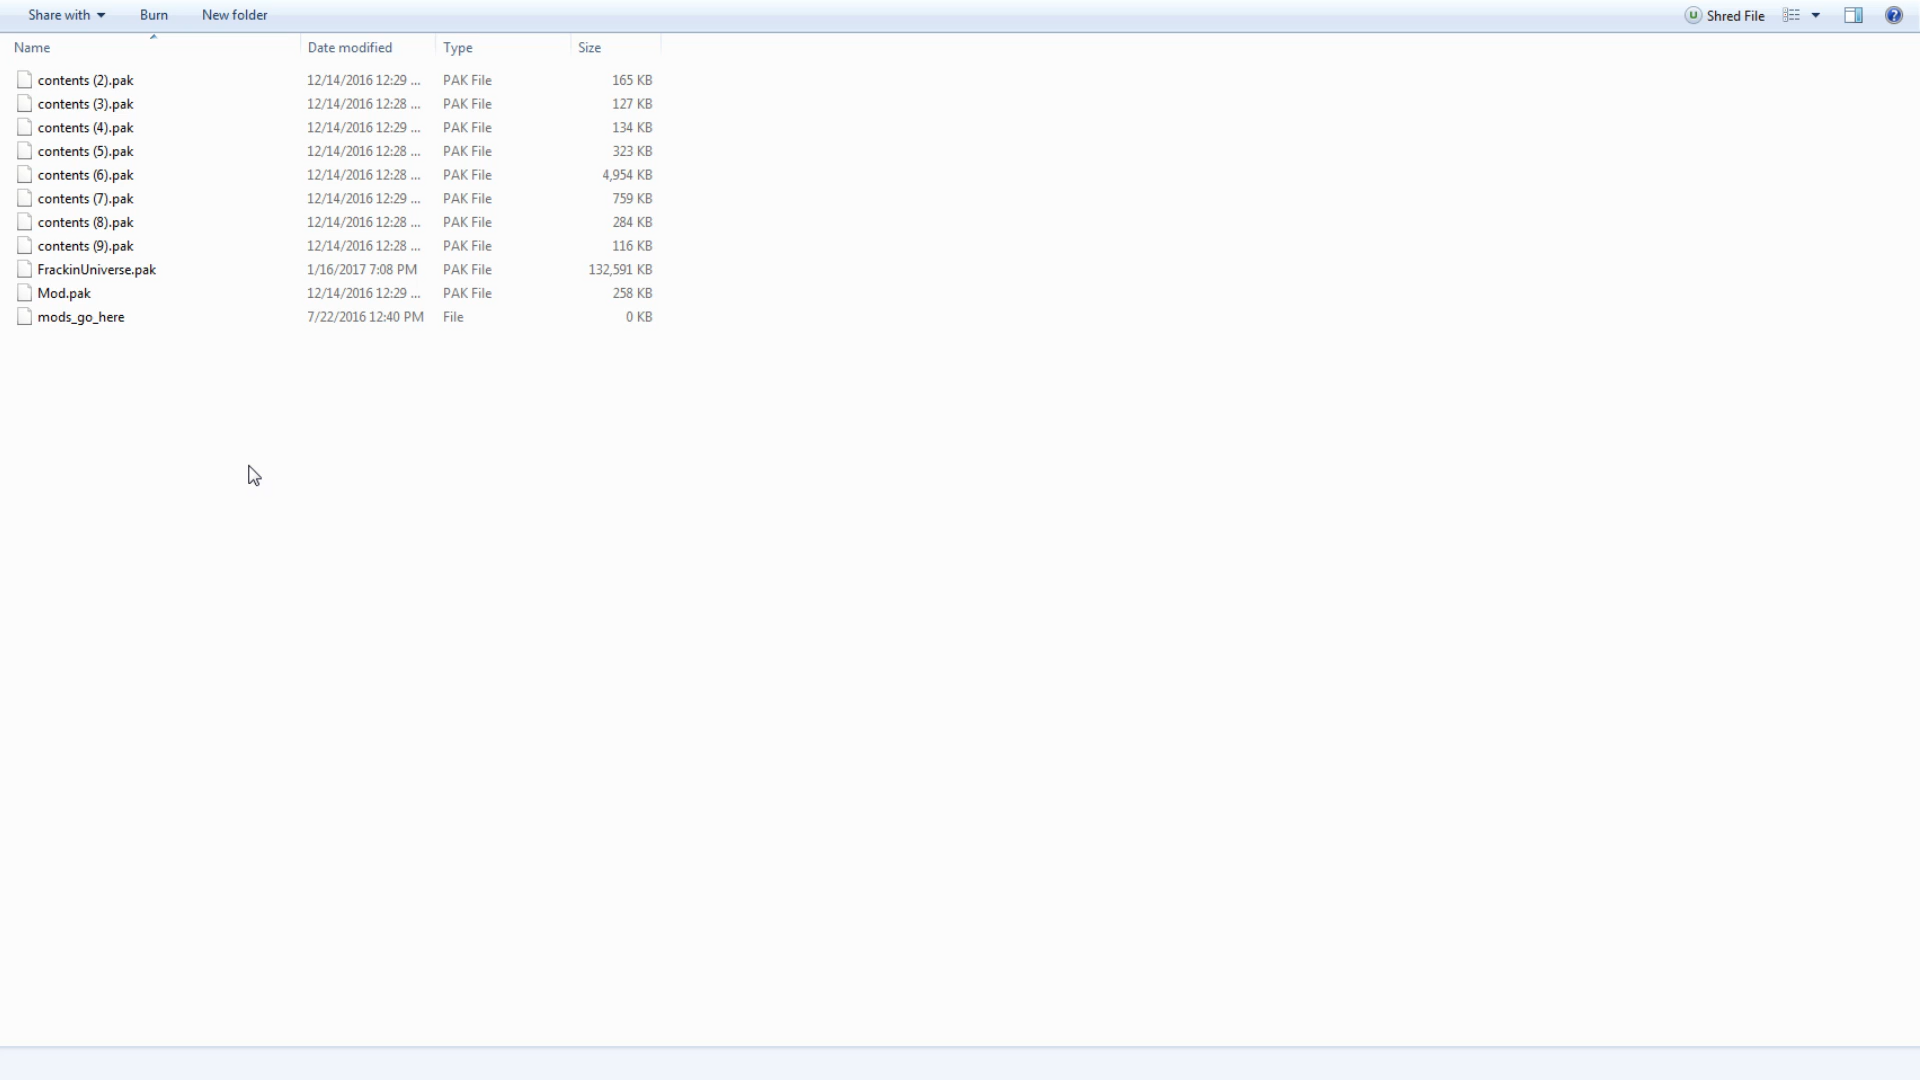 Share with Burn New folder Shred File
Name Date modified Type Size
contents (2).pak 12/14/2016 12:29 ... PAK File 165 KB
contents (3).pak 12/14/2016 12:28 ... PAK File 127 KB
contents (4).pak 12/14/2016 12:29 ... PAK File 134 KB
contents (5).pak 12/14/2016 12:28 ... PAK File 323 KB
contents (6).pak 12/14/2016 12:28 ... PAK File 4,954 KB
contents (7).pak 12/14/2016 12:29 ... PAK File 759 KB
contents (8).pak 12/14/2016 12:28 ... PAK File 284 KB
contents (9).pak 12/14/2016 12:28 ... PAK File 116 KB
FrackinUniverse.pak 1/16/2017 7:08 PM PAK File 132,591 KB
Mod.pak 12/14/2016 12:29 ... PAK File 258 KB
mods_go_here 7/22/2016 12:40 PM File 0 KB